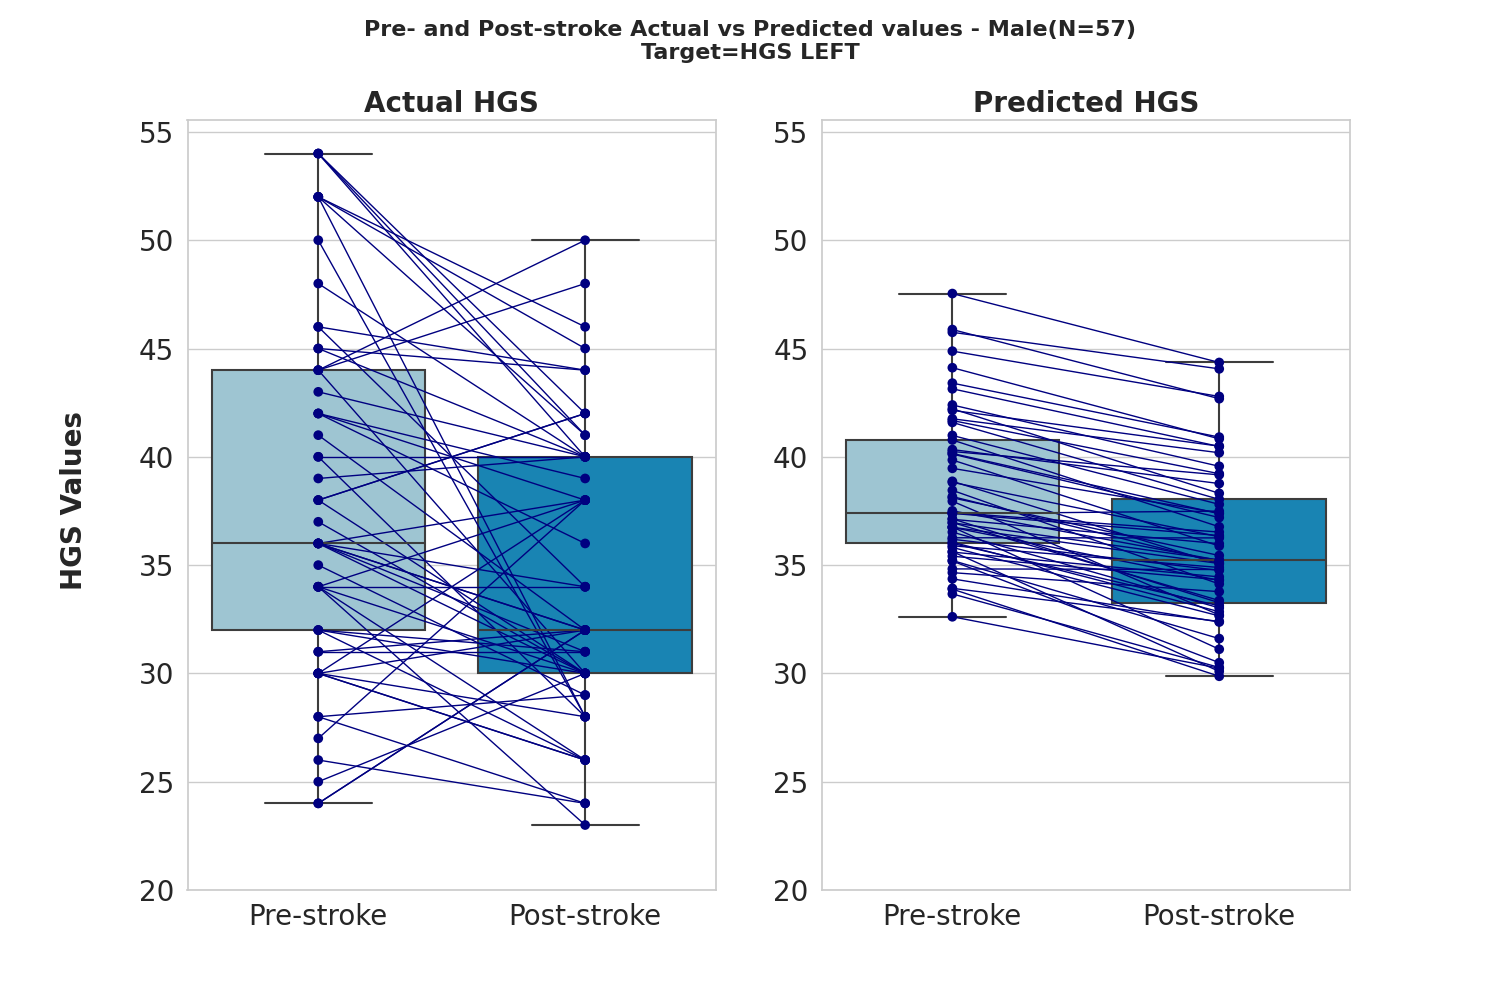 Pre- and Post-stroke Actual vs Predicted values - Male(N=57)
Target=HGS LEFT
Actual HGS
Predicted HGS
HGS Values
55
50
45
40
35
30
25
20
Pre-stroke
Post-stroke
55
50
45
40
35
30
25
20
Pre-stroke
Post-stroke